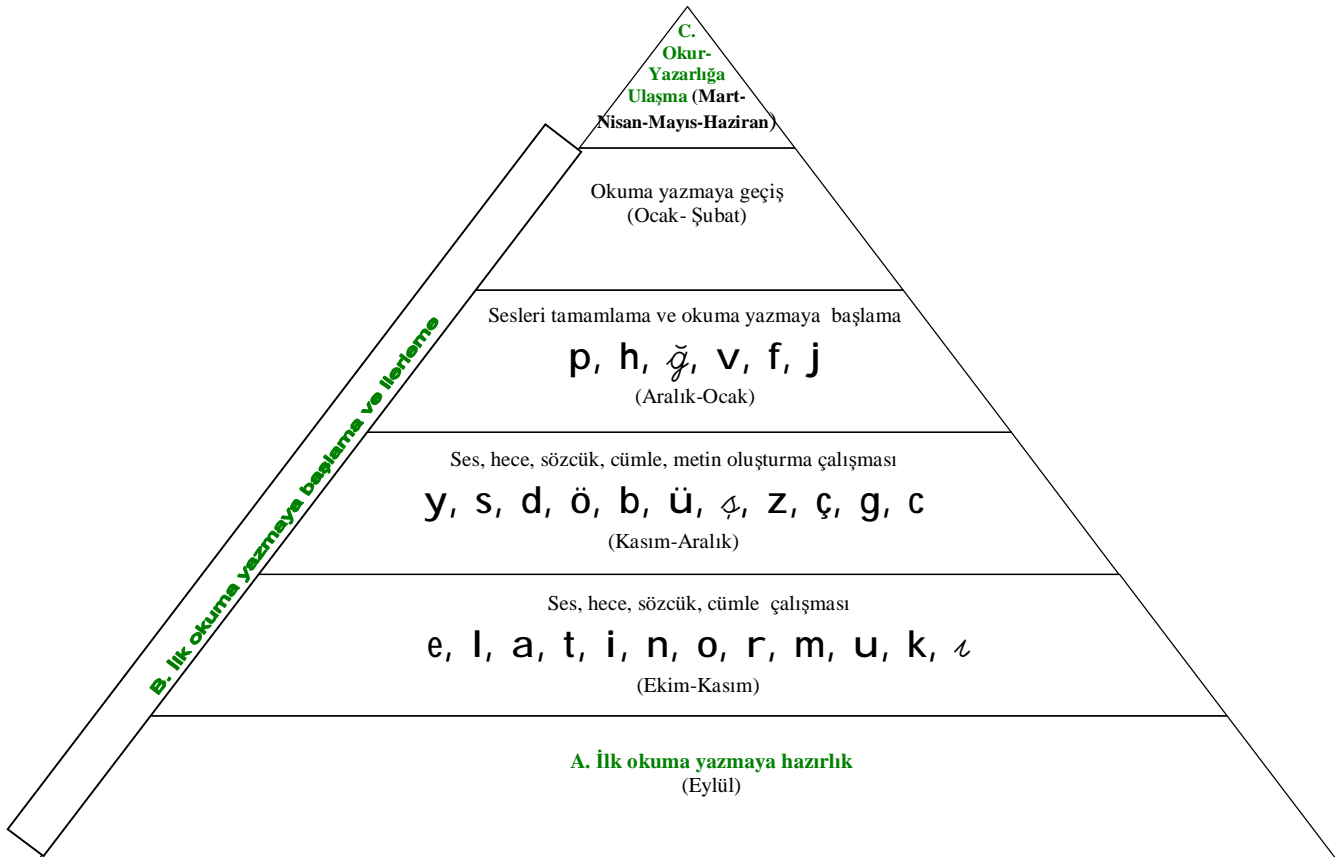 C.
Okur-
Yazarlığa
Ulaşma (Mart-
Nisan-Mayıs-Haziran)
Okuma yazmaya geçiş
(Ocak- Şubat)
Sesleri tamamlama ve okuma yazmaya başlama
p, h, ğ, v, f, j
(Aralık-Ocak)
Ses, hece, sözcük, cümle, metin oluşturma çalışması
y, s, d, ö, b, ü, ş, z, ç, g, c
(Kasım-Aralık)
Ses, hece, sözcük, cümle çalışması
e, l, a, t, i, n, o, r, m, u, k, ı
(Ekim-Kasım)
A. İlk okuma yazmaya hazırlık
(Eylül)
B. İlk okuma yazmaya başlama ve ilerleme